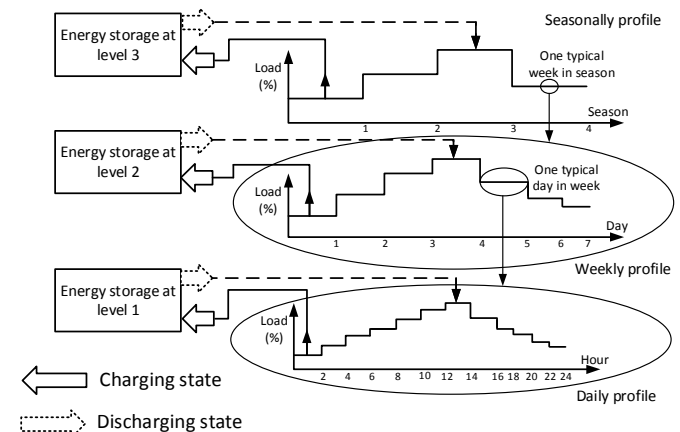 Seasonally profile
Energy storage at
level 3
Load
(%)
One typical
week in season
Season
1 2 3 4
Energy storage at
level 2
Load
(%)
One typical
day in week
Day
1 2 3 4 5 6 7
Weekly profile
Energy storage at
level 1
Load
(%)
Hour
2 4 6 8 10 12 14 16 18 20 22 24
Daily profile
Charging state
Discharging state